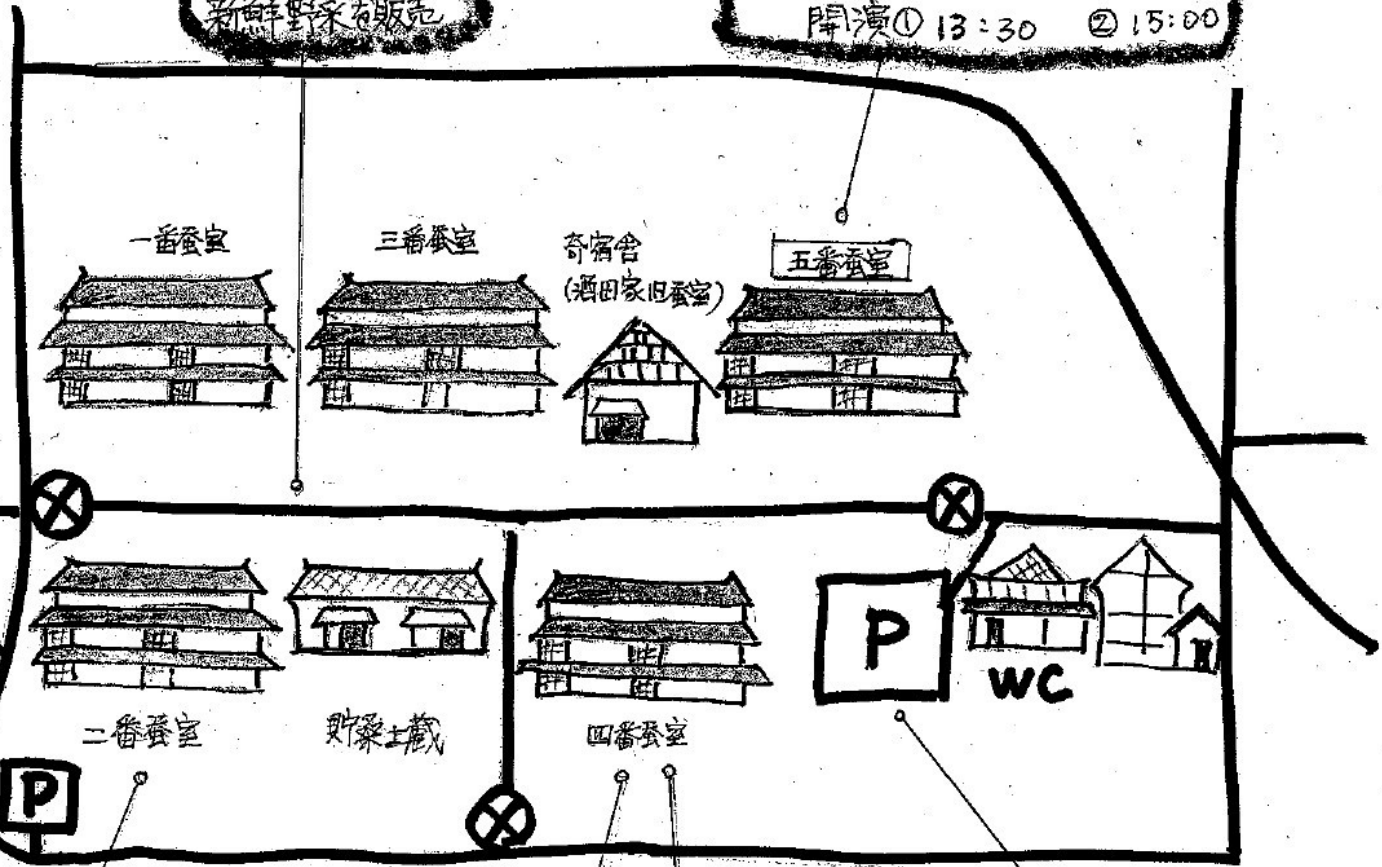 新鮮野菜を販売
開演① 13:30 ② 15:00
一番蚕室
三番蚕室
寄宿舎
(酒田家旧蚕室)
五番蚕室
P
WC
二番蚕室
貯桑土蔵
四番蚕室
P